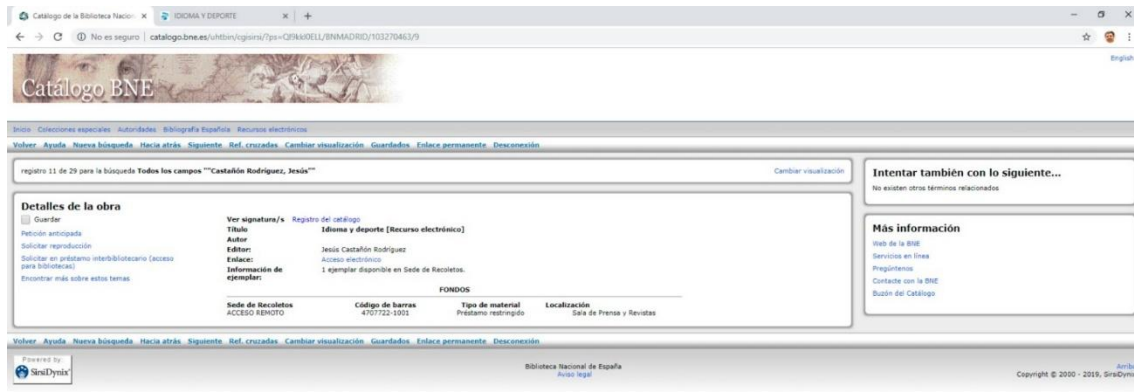 Catálogo de la Biblioteca Nacion
IDIOMA Y DEPORTE
No es seguro | catalogo.bne.es/uhtbin/cgisirsi/?ps=Qf9kkl0ELL/BNMADRID/103270463/9
English
Catálogo BNE
Inicio Colecciones especiales Autoridades Bibliografía Española Recursos electrónicos
Volver Ayuda Nueva búsqueda Hacia atrás Siguiente Ref. cruzadas Cambiar visualización Guardados Enlace permanente Desconexión
registro 11 de 29 para la búsqueda Todos los campos ""Castañón Rodríguez, Jesús""
Cambiar visualización
Detalles de la obra
Guardar
Petición anticipada
Solicitar reproducción
Solicitar en préstamo interbibliotecario (acceso
para bibliotecas)
Encontrar más sobre estos temas
Ver signatura/s Registro del catálogo
Título Idioma y deporte [Recurso electrónico]
Autor
Editor: Jesús Castañón Rodríguez
Enlace: Acceso electrónico
Información de 1 ejemplar disponible en Sede de Recoletos.
ejemplar:
FONDOS
Sede de Recoletos Código de barras Tipo de material Localización
ACCESO REMOTO 4707722-1001 Préstamo restringido Sala de Prensa y Revistas
Intentar también con lo siguiente...
No existen otros términos relacionados
Más información
Web de la BNE
Servicios en línea
Pregúntenos
Contacte con la BNE
Buzón del Catálogo
Volver Ayuda Nueva búsqueda Hacia atrás Siguiente Ref. cruzadas Cambiar visualización Guardados Enlace permanente Desconexión
Powered by
SirsiDynix
Biblioteca Nacional de España
Aviso legal
Arriba
Copyright © 2000 - 2019, SirsiDynix